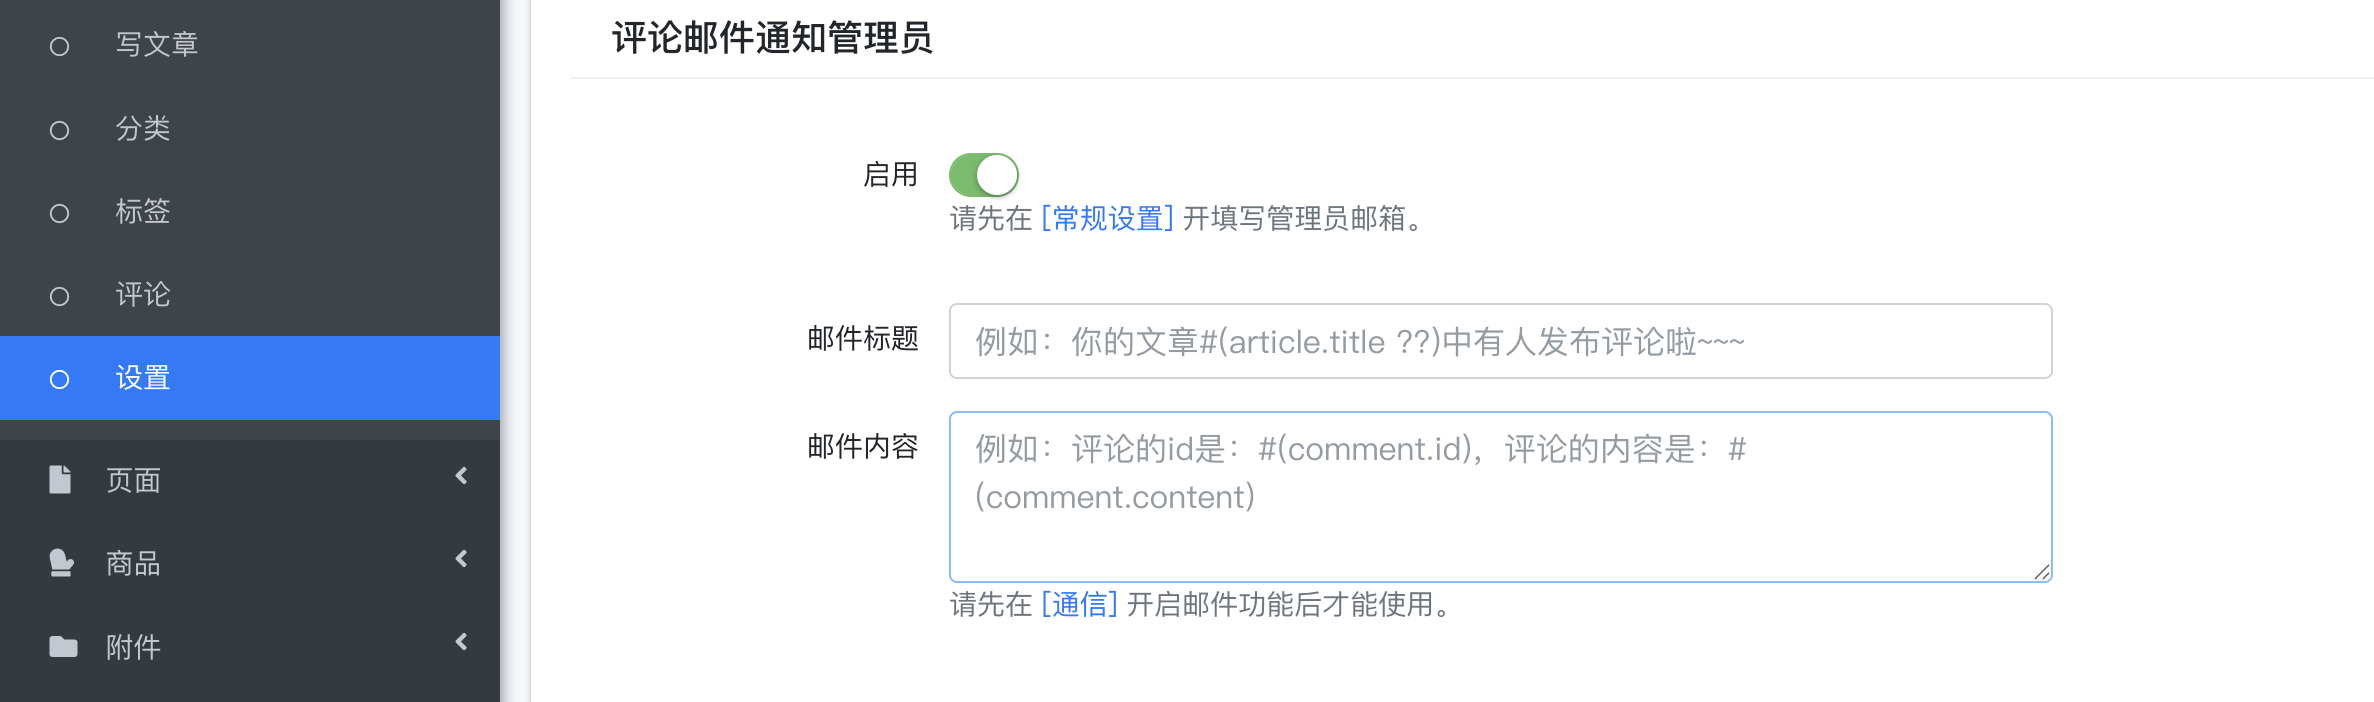 写文章
分类
标签
评论
设置
页面
商品
附件
评论邮件通知管理员
启用
请先在 [常规设置] 开填写管理员邮箱。
邮件标题
例如：你的文章#(article.title ??)中有人发布评论啦~~~
邮件内容
例如：评论的id是：#(comment.id)，评论的内容是：#
(comment.content)
请先在 [通信] 开启邮件功能后才能使用。